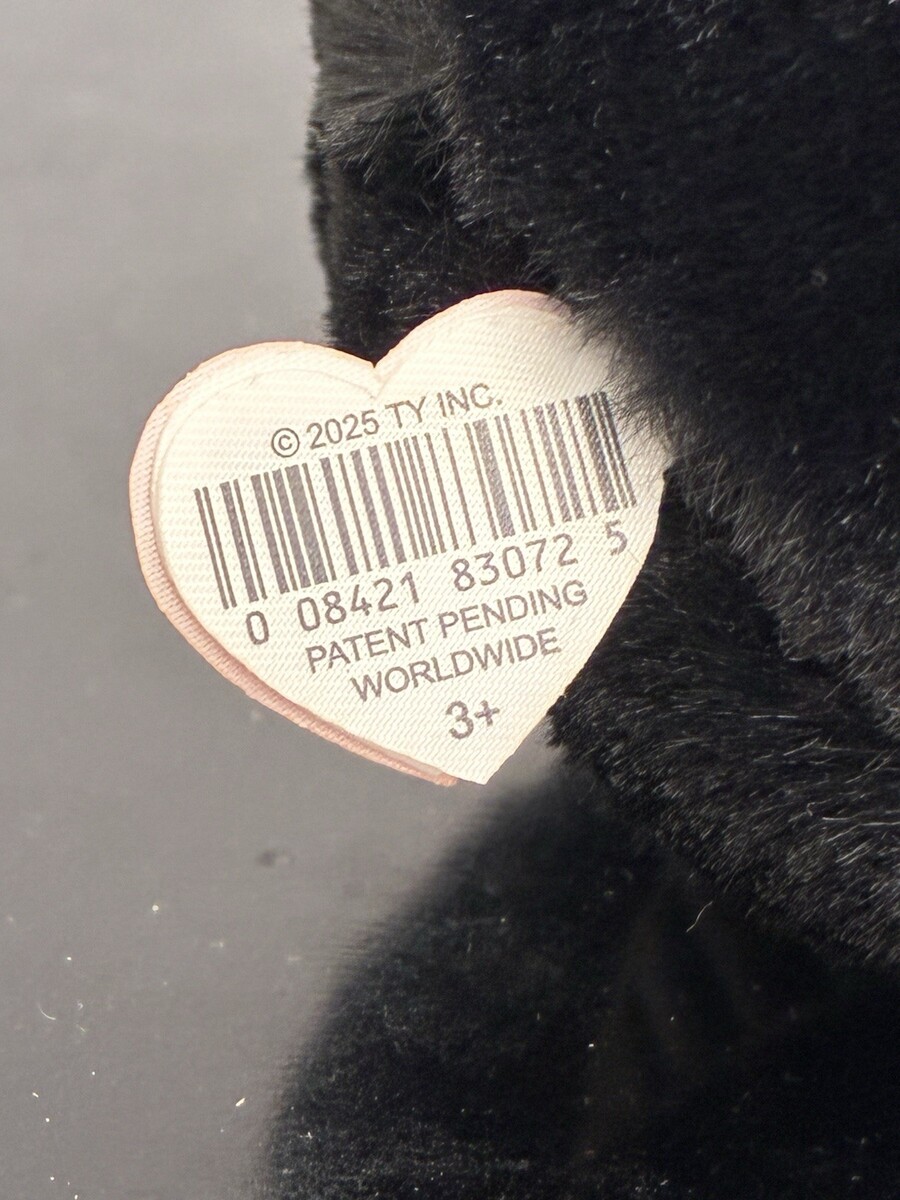 © 2025 TY INC.
0 08421 83072 5
PATENT PENDING
WORLDWIDE
3+